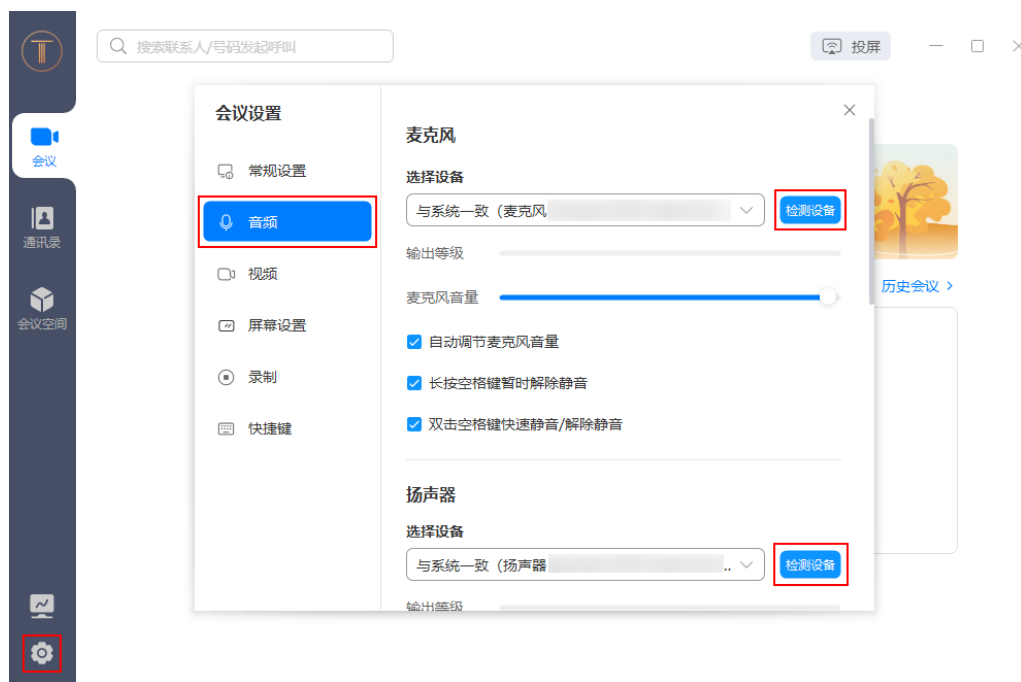 搜索联系人/号码发起呼叫
投屏
会议
通讯录
会议空间
历史会议
会议设置
常规设置
音频
视频
屏幕设置
录制
快捷键
麦克风
选择设备
与系统一致（麦克风
检测设备
输出等级
麦克风音量
自动调节麦克风音量
长按空格键暂时解除静音
双击空格键快速静音/解除静音
扬声器
选择设备
与系统一致（扬声器 ..
检测设备
输出等级